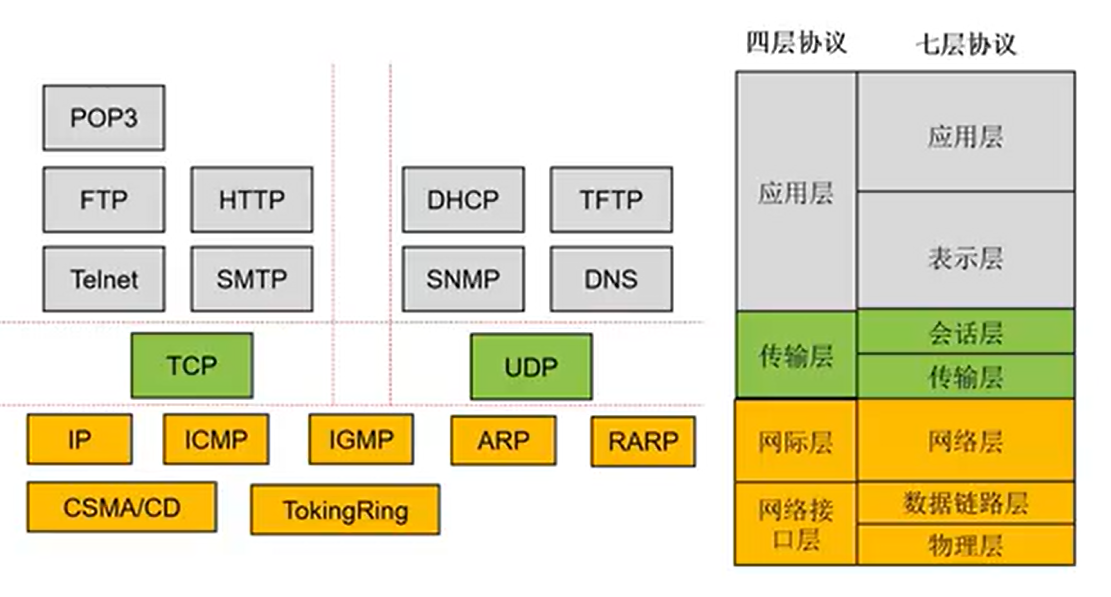 四层协议 七层协议
POP3
FTP HTTP DHCP TFTP
Telnet SMTP SNMP DNS
TCP UDP
IP ICMP IGMP ARP RARP
CSMA/CD TokingRing
应用层
传输层
网际层
网络接
口层
应用层
表示层
会话层
传输层
网络层
数据链路层
物理层